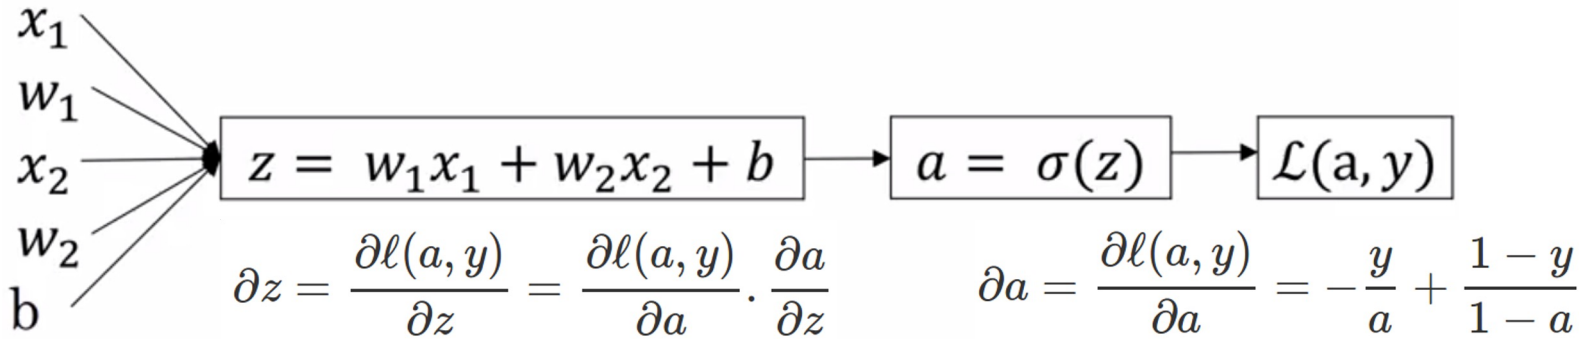 x₁
w₁
x₂
w₂
b
z = w₁x₁ + w₂x₂ + b
a = σ(z)
ℒ(a, y)
∂z = ∂ℓ(a, y)/∂z = ∂ℓ(a, y)/∂a . ∂a/∂z
∂a = ∂ℓ(a, y)/∂a = −y/a + (1 − y)/(1 − a)